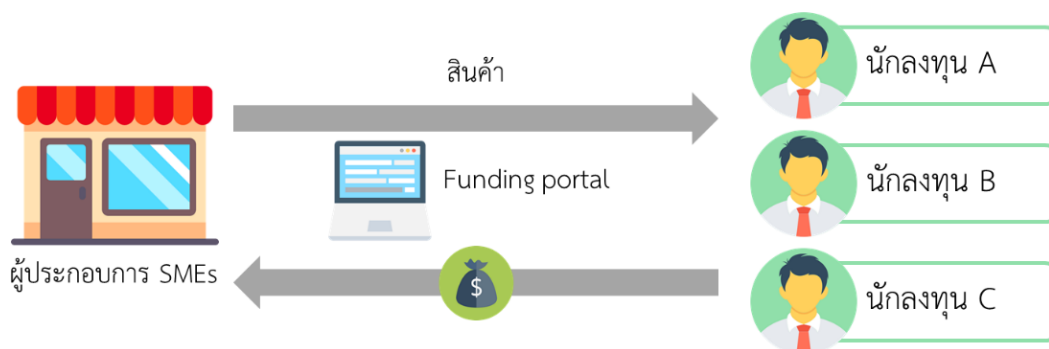 สินค้า
นักลงทุน A
Funding portal
นักลงทุน B
ผู้ประกอบการ SMEs
$
นักลงทุน C